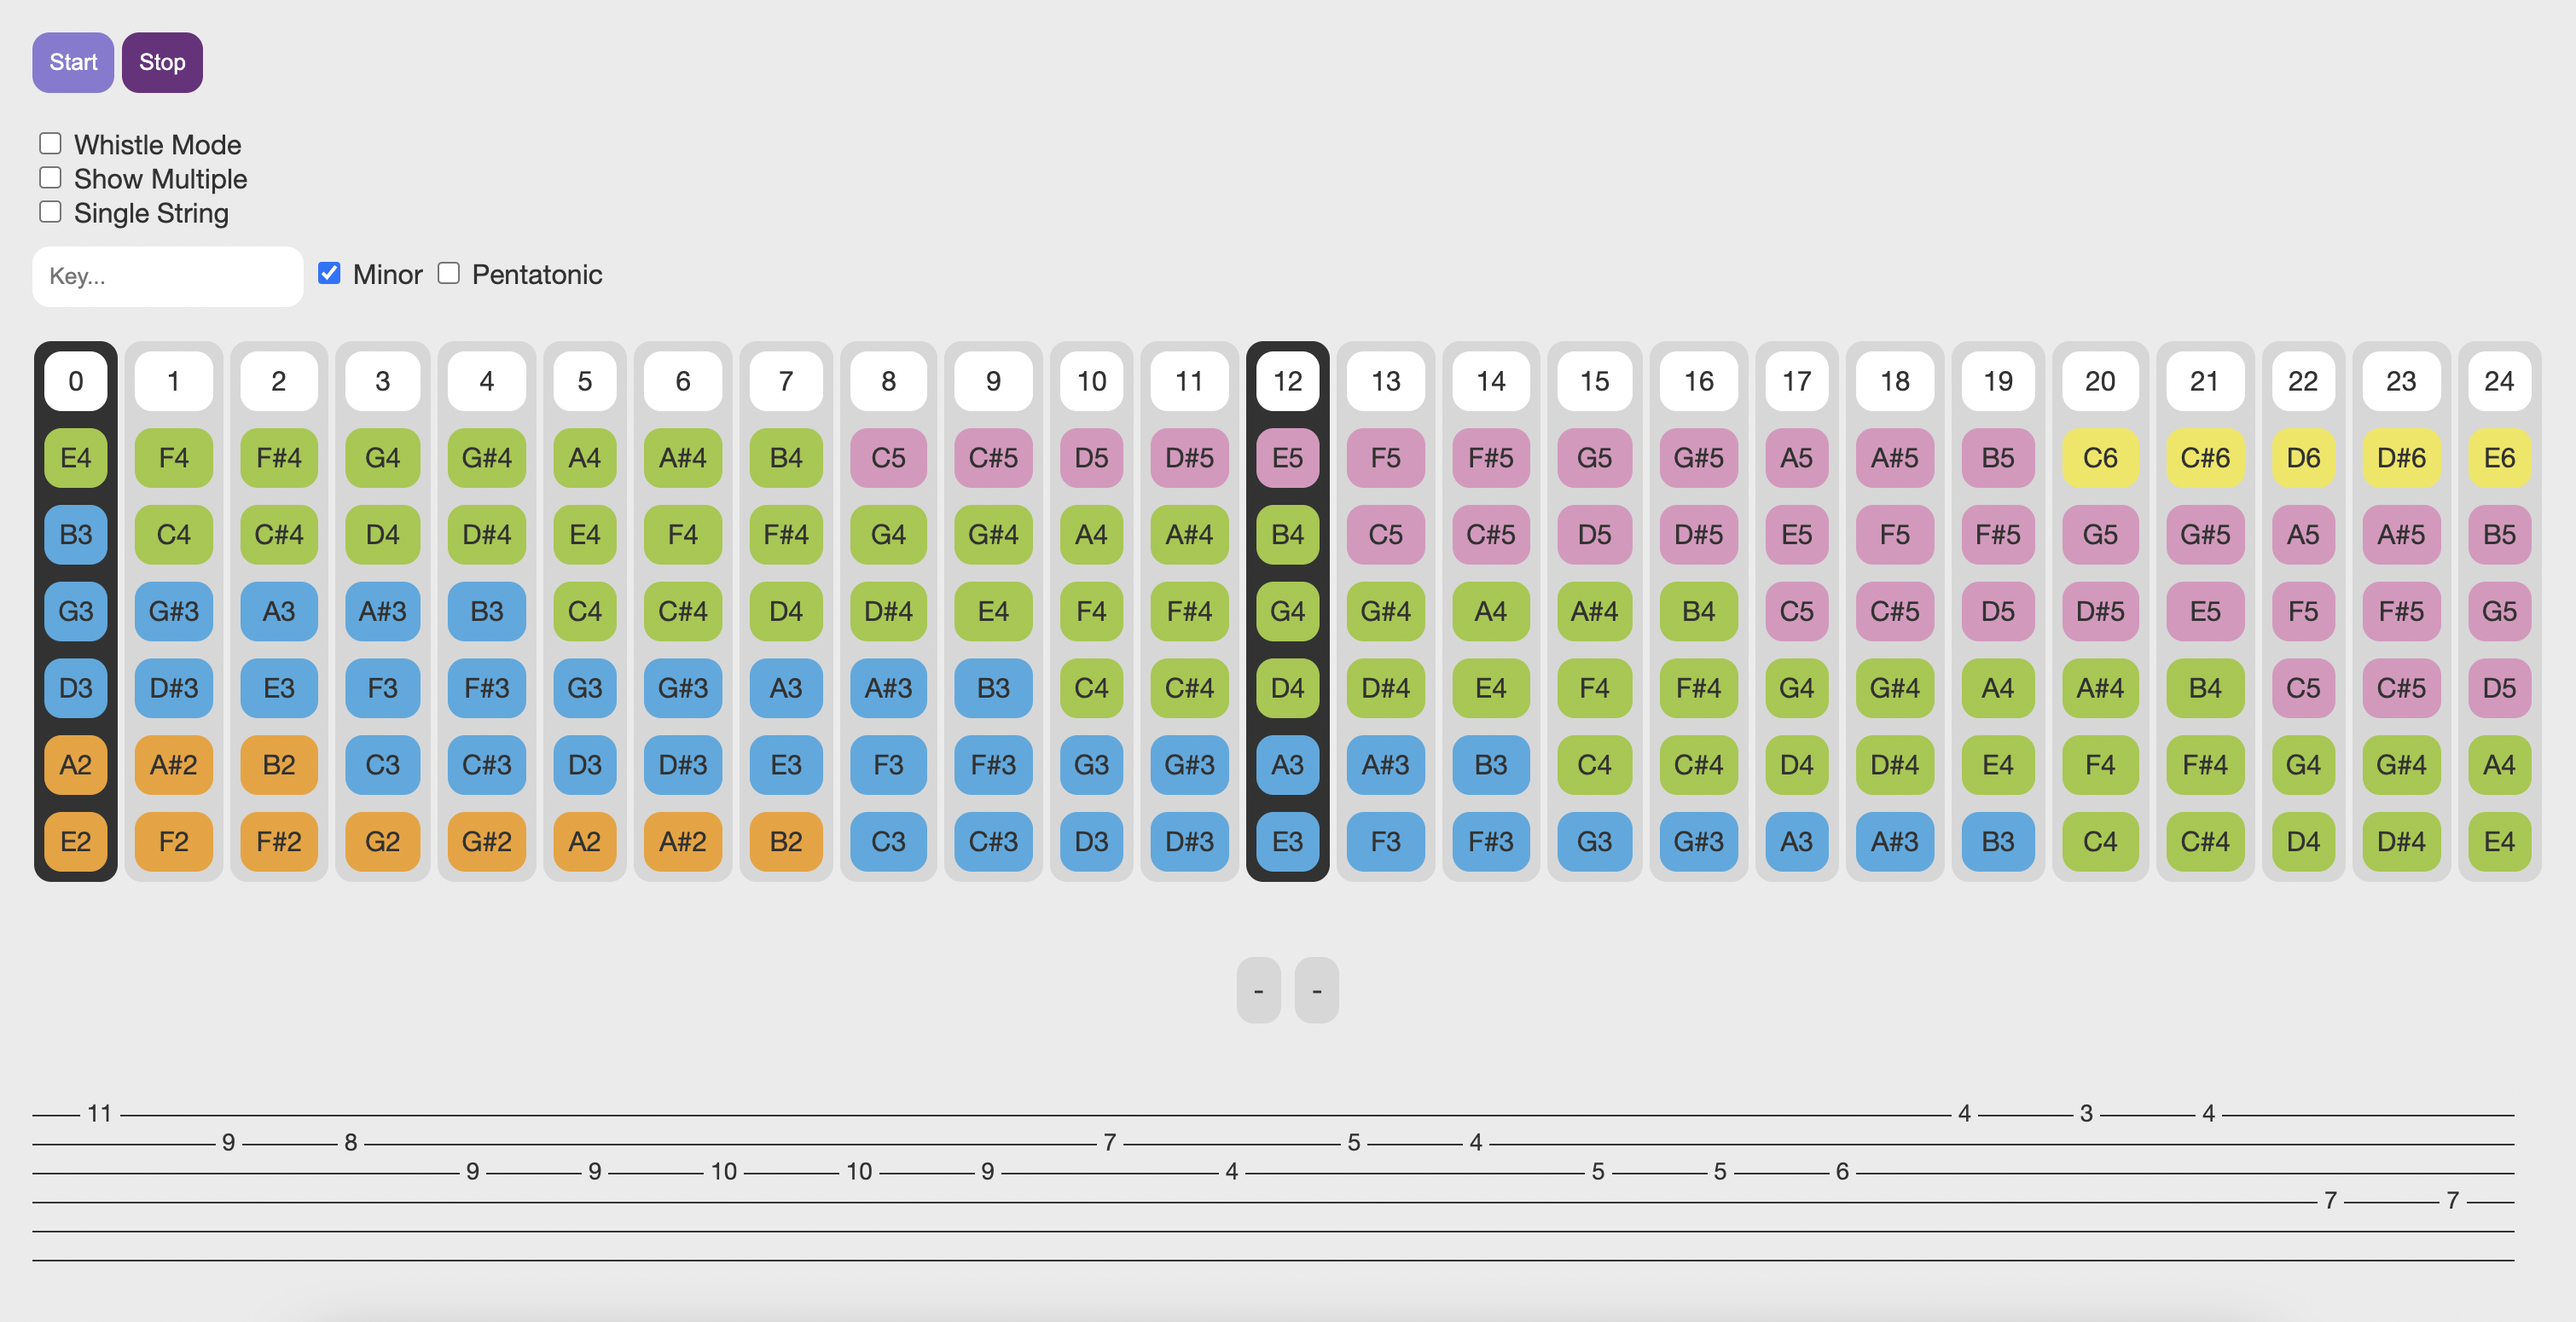 Start Stop
Whistle Mode
Show Multiple
Single String
Key... Minor Pentatonic
0 1 2 3 4 5 6 7 8 9 10 11 12 13 14 15 16 17 18 19 20 21 22 23 24
E4 F4 F#4 G4 G#4 A4 A#4 B4 C5 C#5 D5 D#5 E5 F5 F#5 G5 G#5 A5 A#5 B5 C6 C#6 D6 D#6 E6
B3 C4 C#4 D4 D#4 E4 F4 F#4 G4 G#4 A4 A#4 B4 C5 C#5 D5 D#5 E5 F5 F#5 G5 G#5 A5 A#5 B5
G3 G#3 A3 A#3 B3 C4 C#4 D4 D#4 E4 F4 F#4 G4 G#4 A4 A#4 B4 C5 C#5 D5 D#5 E5 F5 F#5 G5
D3 D#3 E3 F3 F#3 G3 G#3 A3 A#3 B3 C4 C#4 D4 D#4 E4 F4 F#4 G4 G#4 A4 A#4 B4 C5 C#5 D5
A2 A#2 B2 C3 C#3 D3 D#3 E3 F3 F#3 G3 G#3 A3 A#3 B3 C4 C#4 D4 D#4 E4 F4 F#4 G4 G#4 A4
E2 F2 F#2 G2 G#2 A2 A#2 B2 C3 C#3 D3 D#3 E3 F3 F#3 G3 G#3 A3 A#3 B3 C4 C#4 D4 D#4 E4
- -
11 4 3 4
9 8 7 5 4
9 9 10 10 9 4 5 5 6
7 7